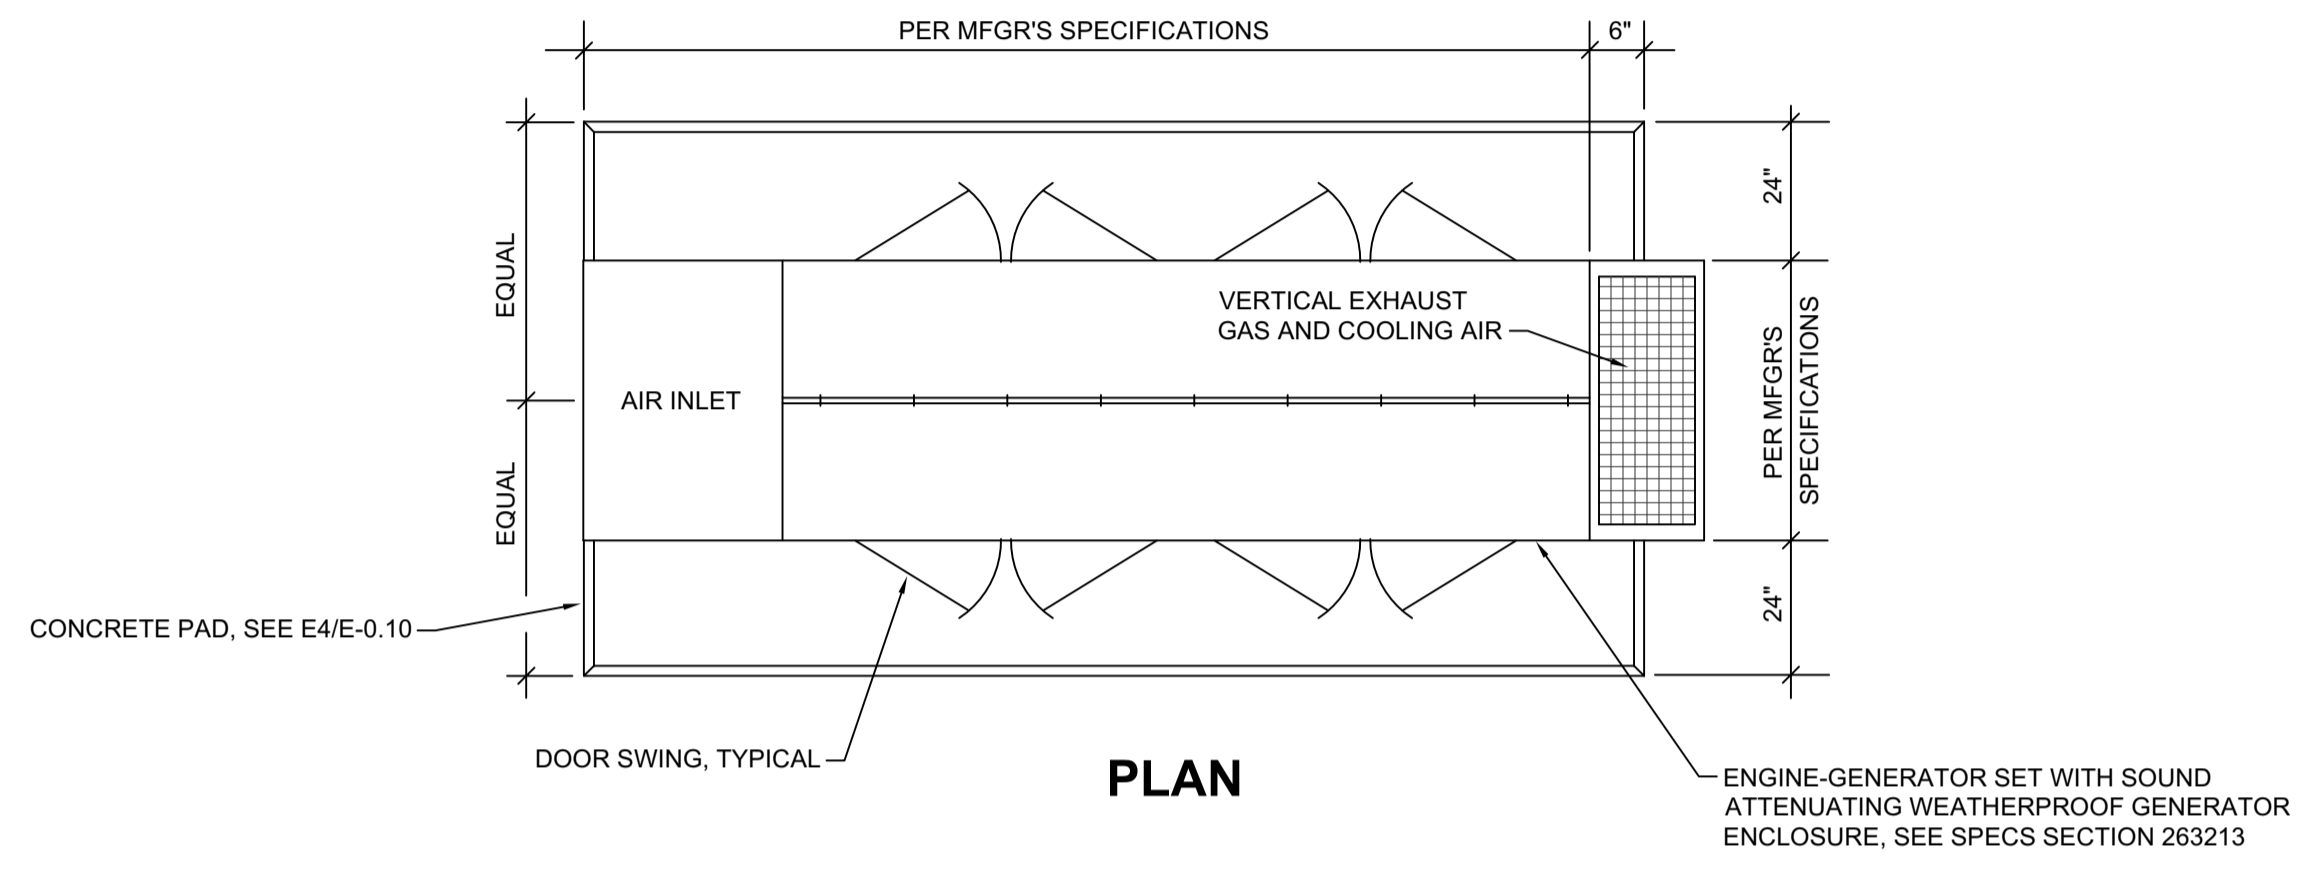 PER MFGR'S SPECIFICATIONS
6"
24"
EQUAL
VERTICAL EXHAUST
GAS AND COOLING AIR
PER MFGR'S
SPECIFICATIONS
AIR INLET
EQUAL
24"
CONCRETE PAD, SEE E4/E-0.10
DOOR SWING, TYPICAL
PLAN
ENGINE-GENERATOR SET WITH SOUND
ATTENUATING WEATHERPROOF GENERATOR
ENCLOSURE, SEE SPECS SECTION 263213